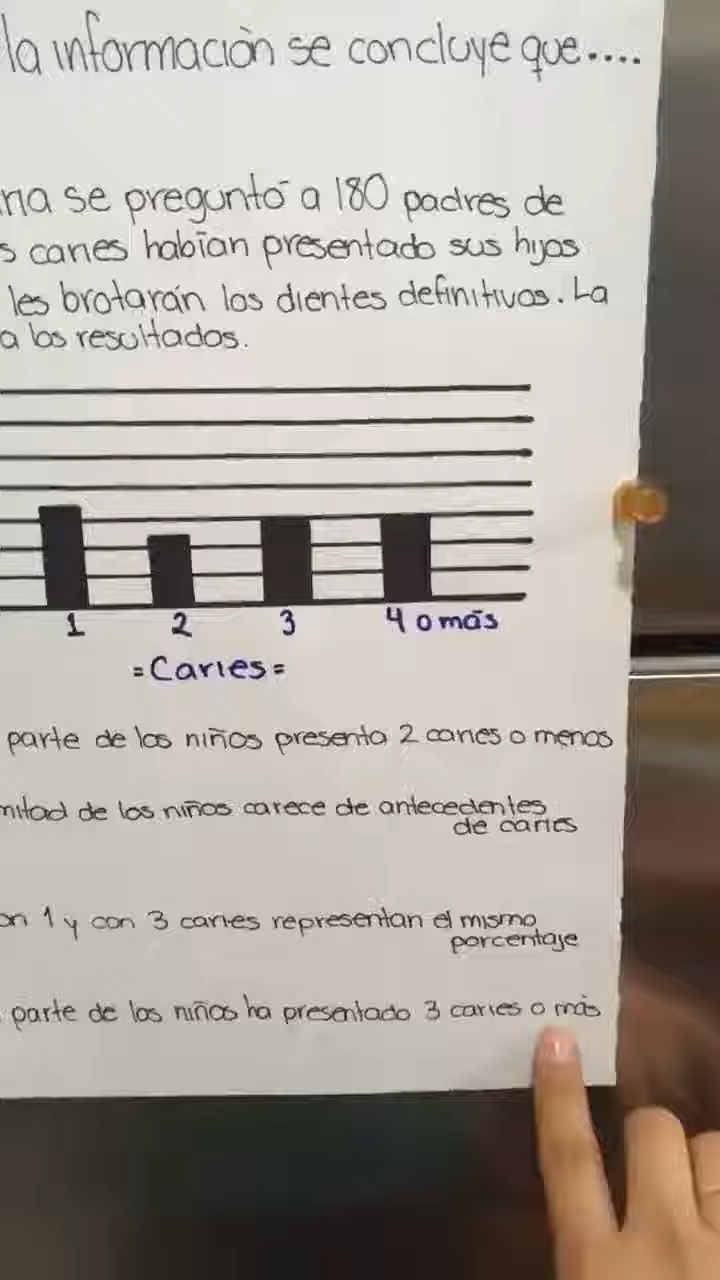 la información se concluye que....
na se preguntó a 180 padres de
s caries habían presentado sus hijos
les brotarán los dientes definitivos. La
a los resultados.
1 2 3 4 o más
= Caries =
parte de los niños presenta 2 caries o menos
mitad de los niños carece de antecedentes
de caries
on 1 y con 3 caries representan el mismo
porcentaje
parte de los niños ha presentado 3 caries o más